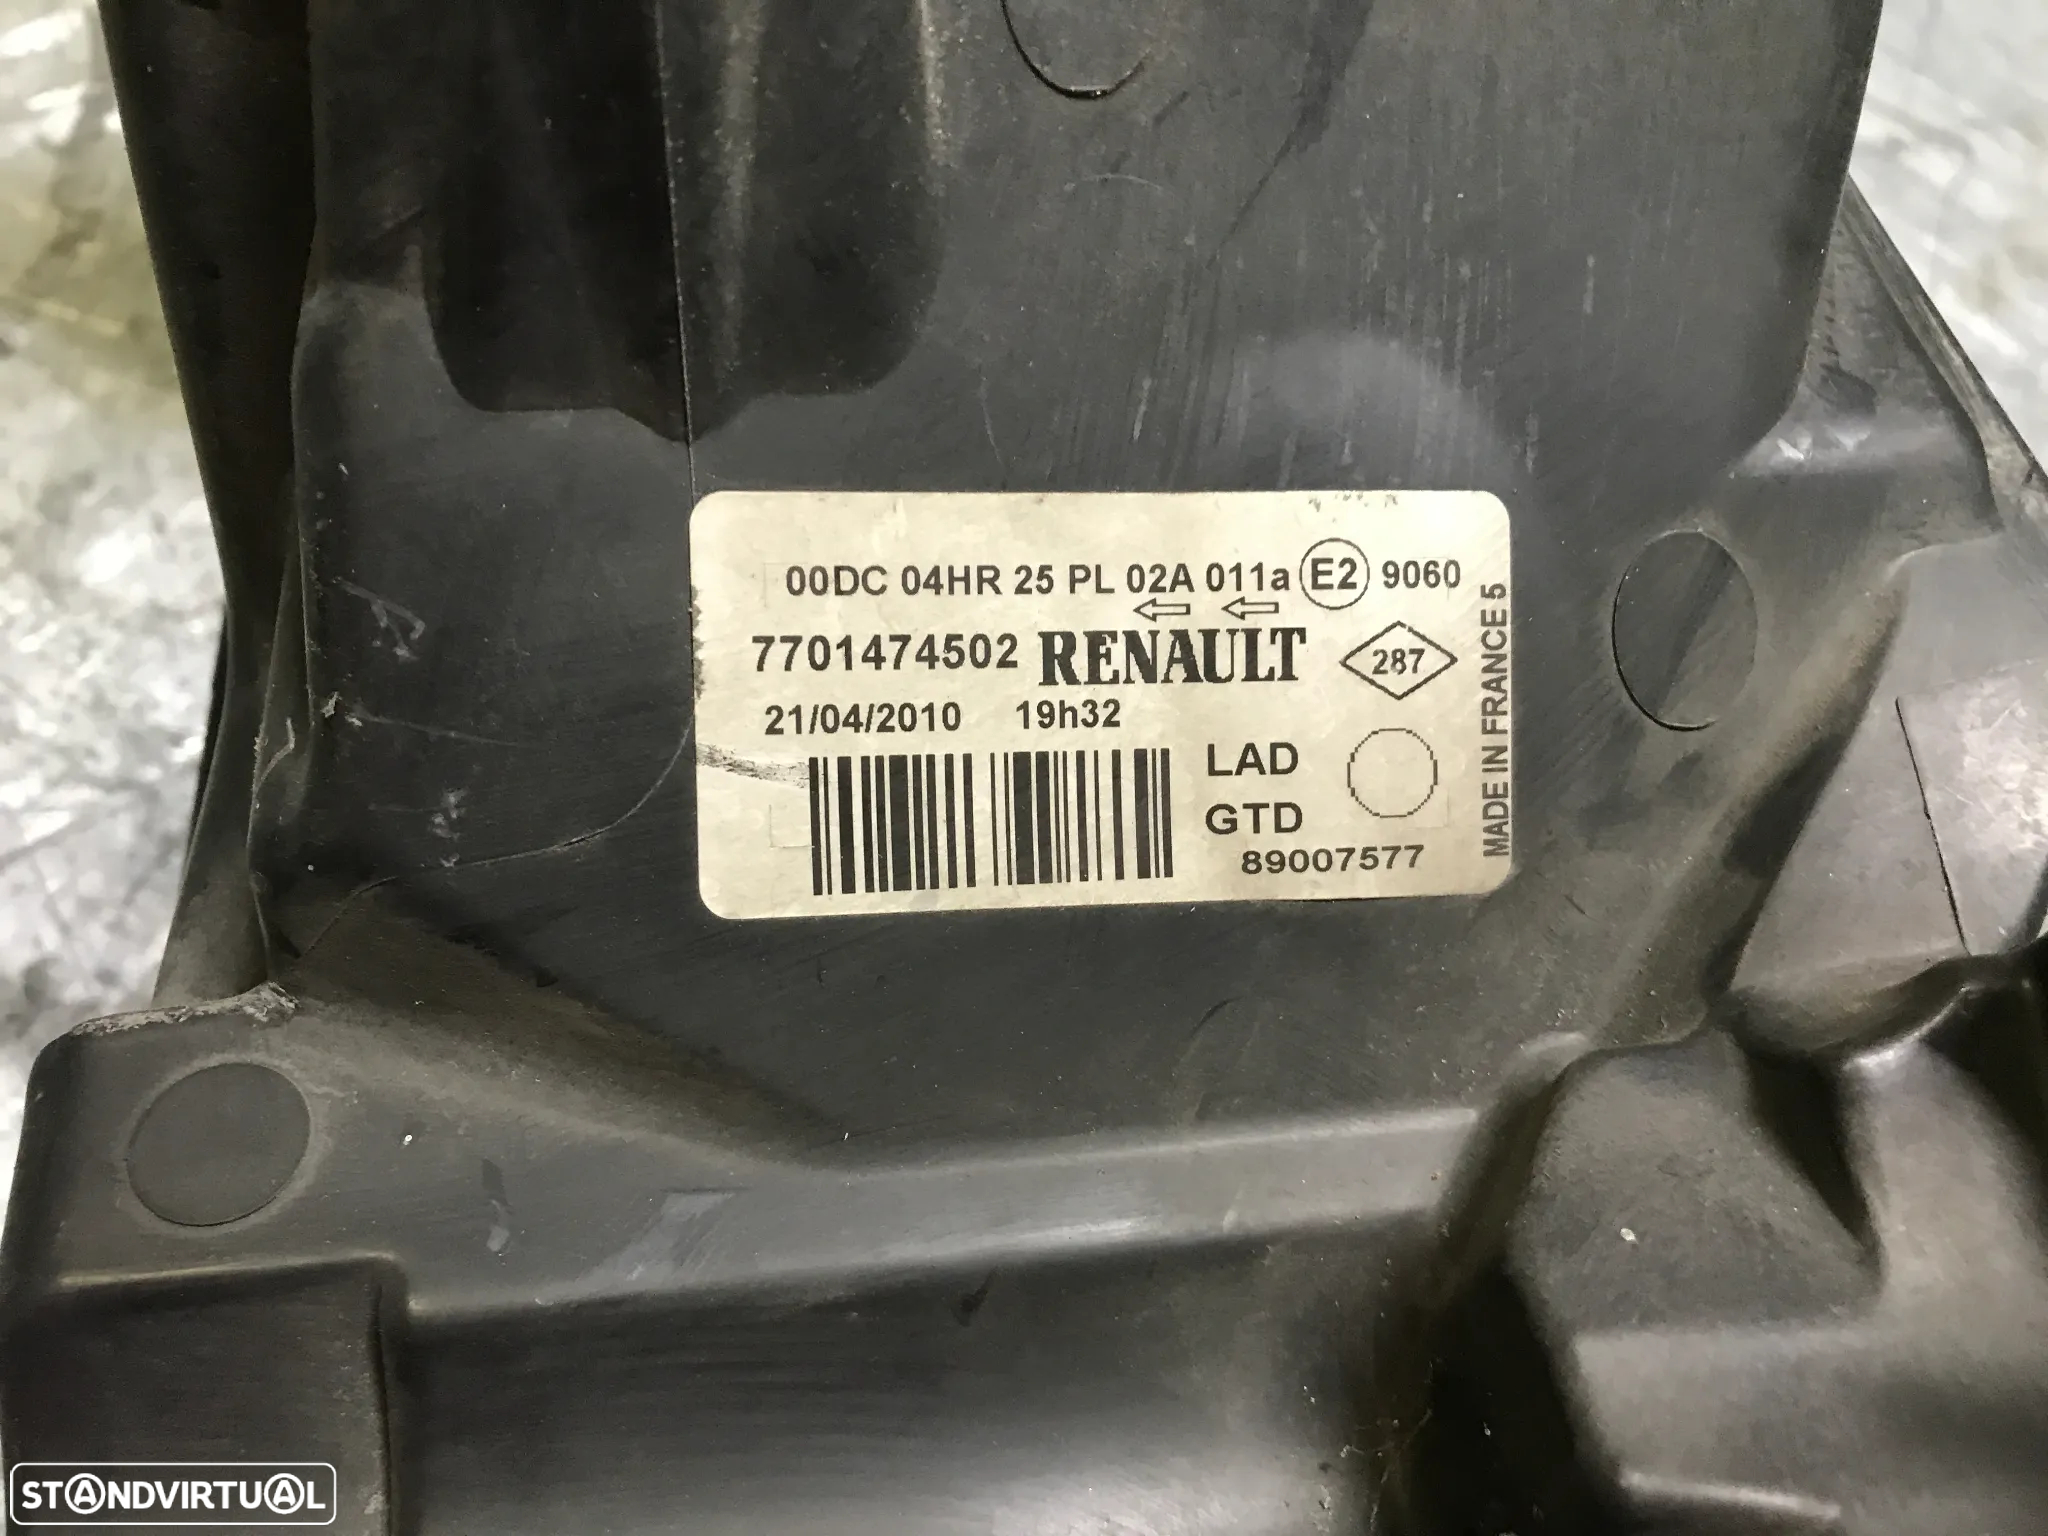 00DC 04HR 25 PL 02A 011a E2 9060
7701474502 RENAULT 287
21/04/2010 19h32
LAD
GTD
89007577
MADE IN FRANCE 5
STANDVIRTUAL